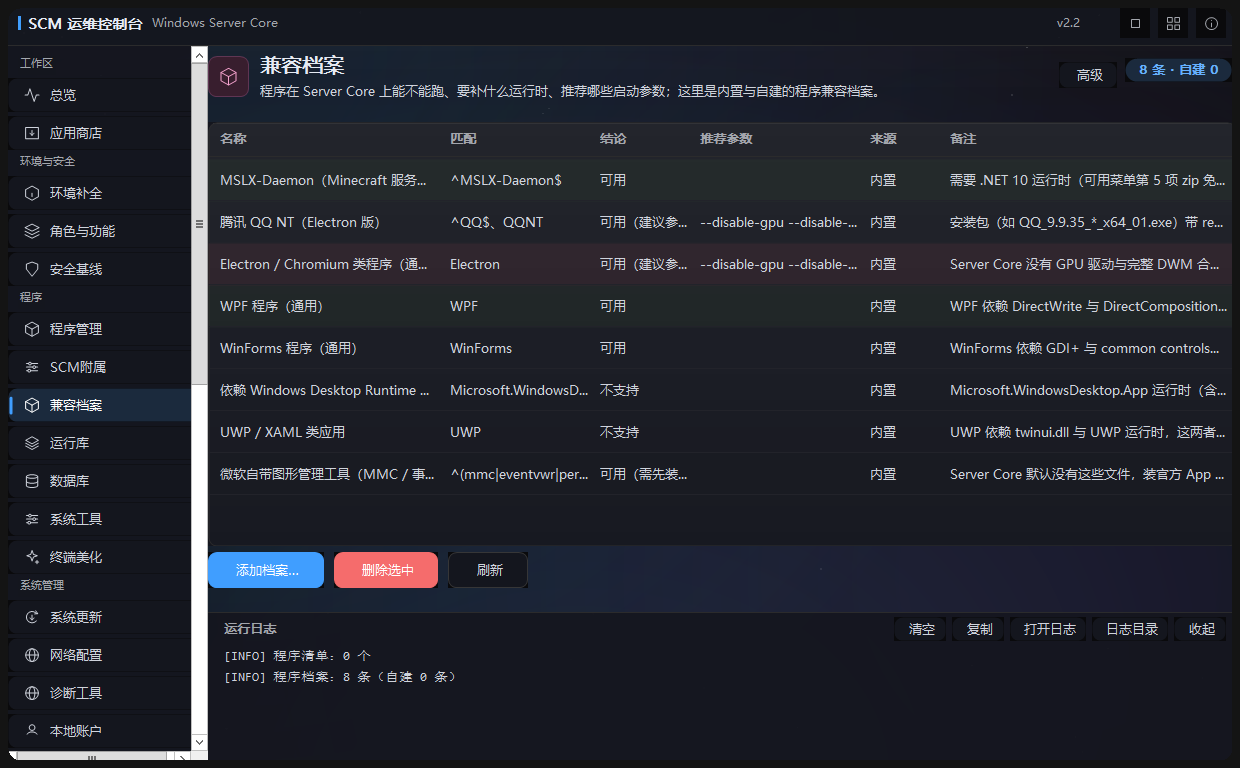 SCM 运维控制台 Windows Server Core v2.2
工作区
总览
应用商店
环境与安全
环境补全
角色与功能
安全基线
程序
程序管理
SCM附属
兼容档案
运行库
数据库
系统工具
终端美化
系统管理
系统更新
网络配置
诊断工具
本地账户
兼容档案
程序在 Server Core 上能不能跑、要补什么运行时、推荐哪些启动参数；这里是内置与自建的程序兼容档案。
高级 8 条 · 自建 0
名称 匹配 结论 推荐参数 来源 备注
MSLX-Daemon（Minecraft 服务... ^MSLX-Daemon$ 可用 内置 需要 .NET 10 运行时（可用菜单第 5 项 zip 免...
腾讯 QQ NT（Electron 版） ^QQ$、QQNT 可用（建议参... --disable-gpu --disable-... 内置 安装包（如 QQ_9.9.35_*_x64_01.exe）带 re...
Electron / Chromium 类程序（通... Electron 可用（建议参... --disable-gpu --disable-... 内置 Server Core 没有 GPU 驱动与完整 DWM 合...
WPF 程序（通用） WPF 可用 内置 WPF 依赖 DirectWrite 与 DirectComposition...
WinForms 程序（通用） WinForms 可用 内置 WinForms 依赖 GDI+ 与 common controls...
依赖 Windows Desktop Runtime ... Microsoft.WindowsD... 不支持 内置 Microsoft.WindowsDesktop.App 运行时（含...
UWP / XAML 类应用 UWP 不支持 内置 UWP 依赖 twinui.dll 与 UWP 运行时，这两者...
微软自带图形管理工具（MMC / 事... ^(mmc|eventvwr|per... 可用（需先装... 内置 Server Core 默认没有这些文件，装官方 App ...
添加档案... 删除选中 刷新
运行日志 清空 复制 打开日志 日志目录 收起
[INFO] 程序清单：0 个
[INFO] 程序档案：8 条（自建 0 条）